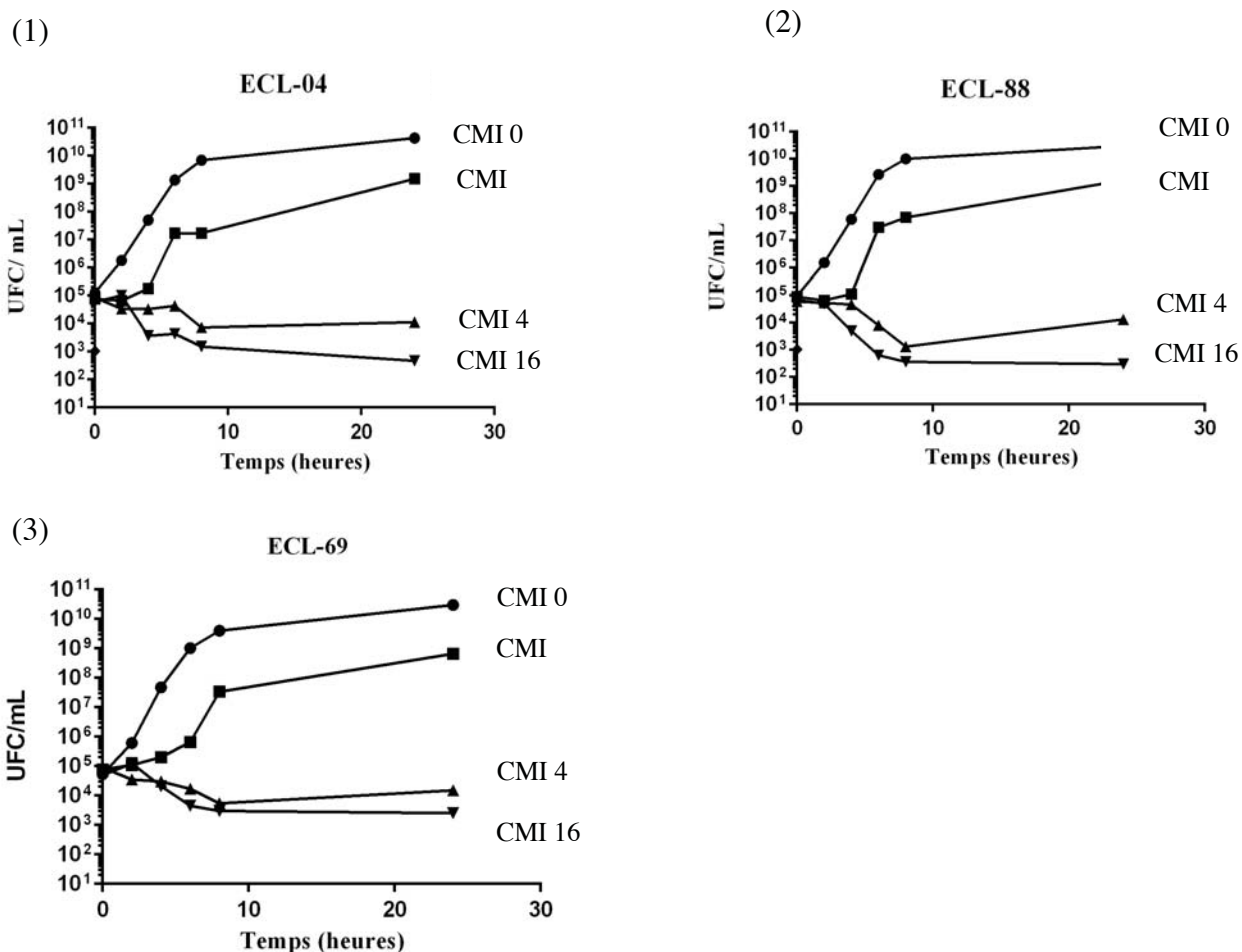 (1)
ECL-04
UFC/ mL
10¹¹
10¹⁰
10⁹
10⁸
10⁷
10⁶
10⁵
10⁴
10³
10²
10¹
0
10
20
30
Temps (heures)
CMI 0
CMI
CMI 4
CMI 16
(2)
ECL-88
UFC/mL
10¹¹
10¹⁰
10⁹
10⁸
10⁷
10⁶
10⁵
10⁴
10³
10²
10¹
0
10
20
30
Temps (heures)
CMI 0
CMI
CMI 4
CMI 16
(3)
ECL-69
UFC/mL
10¹¹
10¹⁰
10⁹
10⁸
10⁷
10⁶
10⁵
10⁴
10³
10²
10¹
0
10
20
30
Temps (heures)
CMI 0
CMI
CMI 4
CMI 16